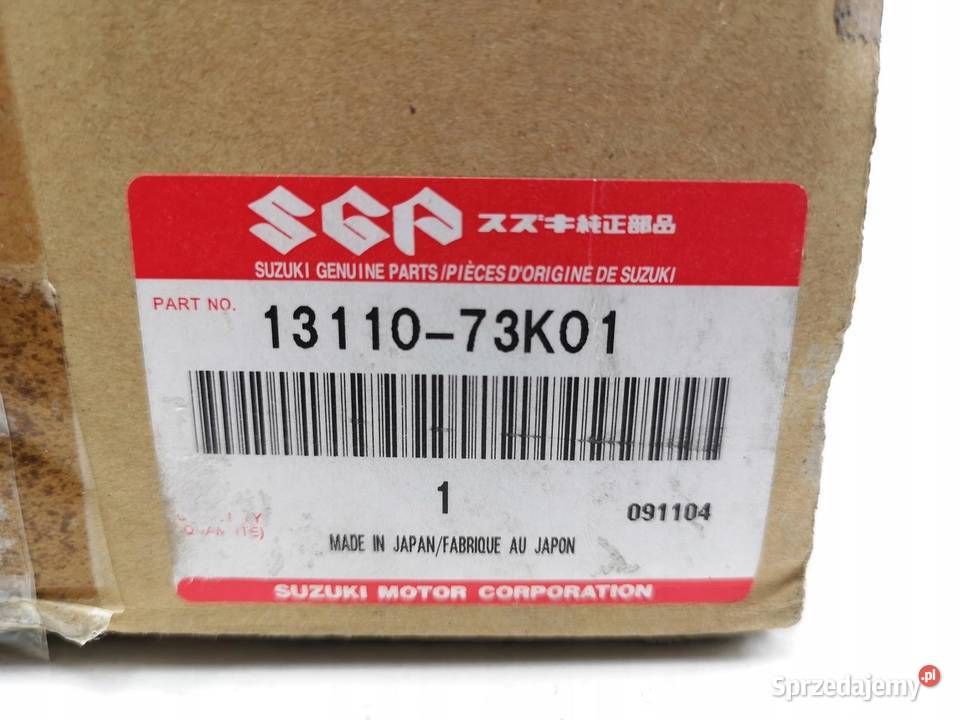 SGP スズキ純正部品
SUZUKI GENUINE PARTS/PIÈCES D'ORIGINE DE SUZUKI
PART NO. 13110-73K01
1
091104
MADE IN JAPAN/FABRIQUE AU JAPON
SUZUKI MOTOR CORPORATION
Sprzedajemy .pl